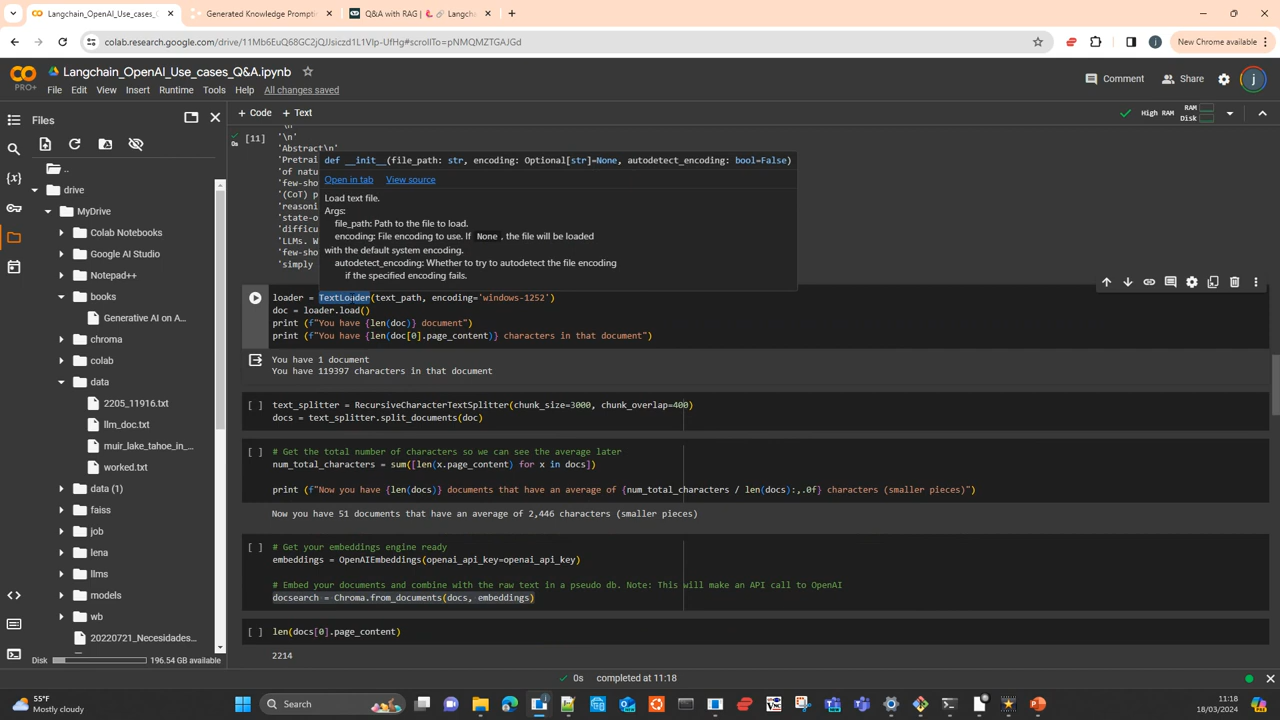 Langchain_OpenAI_Use_cases_Q
Generated Knowledge Prompti
Q&A with RAG | 🦜️🔗 Langchai
colab.research.google.com/drive/11Mb6EuQ68GC2jQJJsiczd1L1VIp-UfHg#scrollTo=pNMQMZTGAJGd
New Chrome available
PRO+
Langchain_OpenAI_Use_cases_Q&A.ipynb
Comment
Share
j
File Edit View Insert Runtime Tools Help All changes saved
Files
+ Code + Text
High RAM
RAM
Disk
..
drive
MyDrive
Colab Notebooks
Google AI Studio
Notepad++
books
Generative AI on A...
chroma
colab
data
2205_11916.txt
llm_doc.txt
muir_lake_tahoe_in_...
worked.txt
data (1)
faiss
job
lena
llms
models
wb
20220721_Necesidades...
Disk
196.54 GB available
[11]
0s
'\n'
'\n'
'Abstract\n'
'Pretrai
of natur
few-sho
(CoT) p
reasoni
state-o
difficu
LLMs. W
few-sho
simply
def __init__(file_path: str, encoding: Optional[str]=None, autodetect_encoding: bool=False)
Open in tab View source
Load text file.
Args:
file_path: Path to the file to load.
encoding: File encoding to use. If None, the file will be loaded
with the default system encoding.
autodetect_encoding: Whether to try to autodetect the file encoding
if the specified encoding fails.
loader = TextLoader(text_path, encoding='windows-1252')
doc = loader.load()
print (f"You have {len(doc)} document")
print (f"You have {len(doc[0].page_content)} characters in that document")
You have 1 document
You have 119397 characters in that document
[ ] text_splitter = RecursiveCharacterTextSplitter(chunk_size=3000, chunk_overlap=400)
docs = text_splitter.split_documents(doc)
[ ] # Get the total number of characters so we can see the average later
num_total_characters = sum([len(x.page_content) for x in docs])
print (f"Now you have {len(docs)} documents that have an average of {num_total_characters / len(docs):,.0f} characters (smaller pieces)")
Now you have 51 documents that have an average of 2,446 characters (smaller pieces)
[ ] # Get your embeddings engine ready
embeddings = OpenAIEmbeddings(openai_api_key=openai_api_key)
# Embed your documents and combine with the raw text in a pseudo db. Note: This will make an API call to OpenAI
docsearch = Chroma.from_documents(docs, embeddings)
[ ] len(docs[0].page_content)
2214
0s completed at 11:18
55°F
Mostly cloudy
Search
11:18
18/03/2024